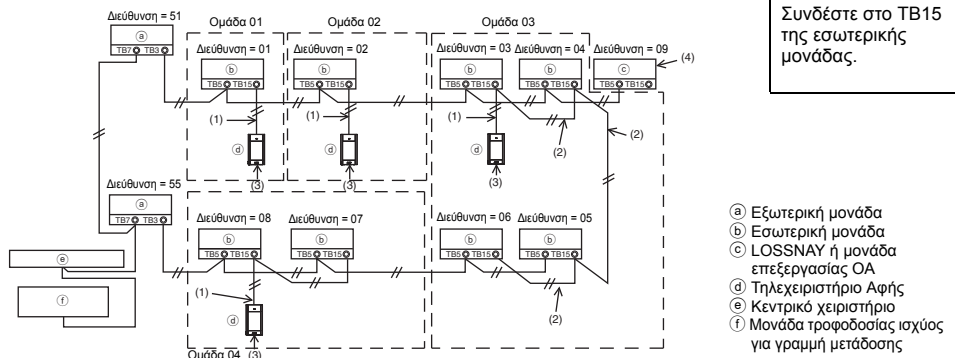 Συνδέστε στο TB15
της εσωτερικής
μονάδας.
Διεύθυνση = 51
Ομάδα 01
Ομάδα 02
Ομάδα 03
Διεύθυνση = 01
Διεύθυνση = 02
Διεύθυνση = 03
Διεύθυνση = 04
Διεύθυνση = 09
(4)
ⓐ
ⓑ
ⓑ
ⓑ
ⓑ
ⓒ
TB7 TB3
TB5 TB15
TB5 TB15
TB5 TB15
TB5 TB15
TB5 TB15
(1)
(1)
(1)
(2)
(2)
ⓓ
ⓓ
ⓓ
(3)
(3)
(3)
Διεύθυνση = 55
Διεύθυνση = 08
Διεύθυνση = 07
Διεύθυνση = 06
Διεύθυνση = 05
ⓐ
ⓑ
ⓑ
ⓑ
ⓑ
TB7 TB3
TB5 TB15
TB5 TB15
TB5 TB15
TB5 TB15
ⓔ
ⓕ
(1)
(2)
ⓓ
Ομάδα 04
(3)
ⓐ Εξωτερική μονάδα
ⓑ Εσωτερική μονάδα
ⓒ LOSSNAY ή μονάδα
επεξεργασίας OA
ⓓ Τηλεχειριστήριο Αφής
ⓔ Κεντρικό χειριστήριο
ⓕ Μονάδα τροφοδοσίας ισχύος
για γραμμή μετάδοσης